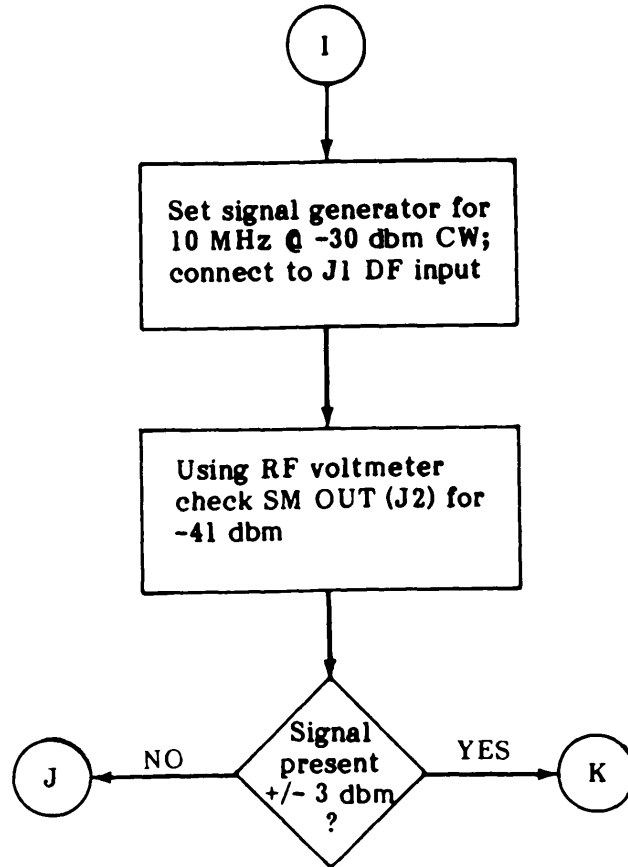 I
Set signal generator for
10 MHz @ -30 dbm CW;
connect to J1 DF input
Using RF voltmeter
check SM OUT (J2) for
-41 dbm
Signal
present
+/- 3 dbm
?
NO
YES
J
K